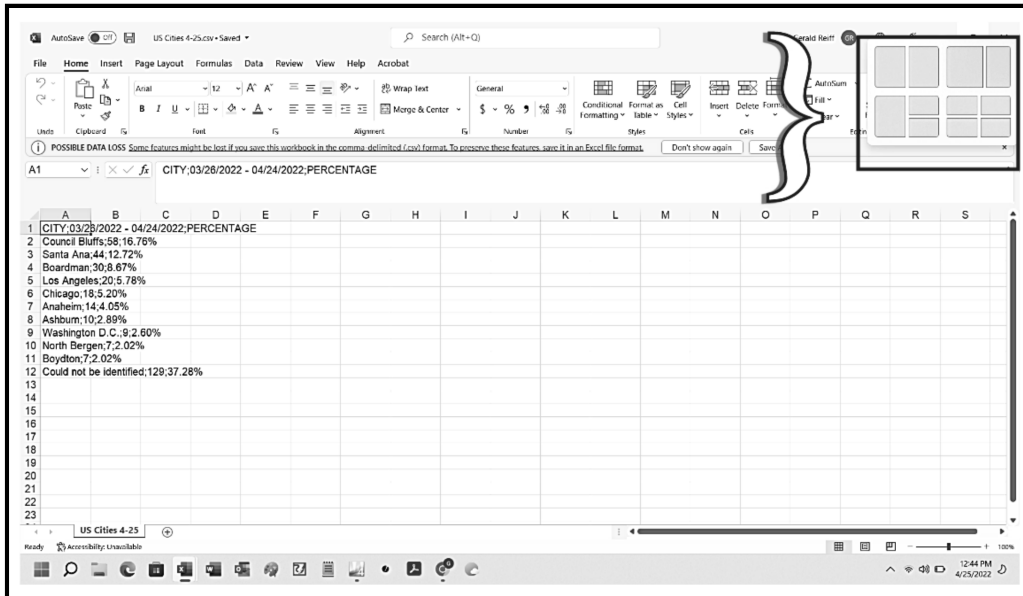 AutoSave Off US Cities 4-25.csv • Saved Search (Alt+Q) Gerald Reiff GR
File Home Insert Page Layout Formulas Data Review View Help Acrobat
Arial 12 A A Wrap Text General AutoSum
Paste B I U A Merge & Center $ % Conditional Formatting Format as Table Cell Styles Insert Delete Fill
Undo Clipboard Font Alignment Number Styles Cells
POSSIBLE DATA LOSS Some features might be lost if you save this workbook in the comma-delimited (.csv) format. To preserve these features, save it in an Excel file format. Don't show again Save
A1 fx CITY;03/26/2022 - 04/24/2022;PERCENTAGE
A B C D E F G H I J K L M N O P Q R S
1 CITY;03/26/2022 - 04/24/2022;PERCENTAGE
2 Council Bluffs;58;16.76%
3 Santa Ana;44;12.72%
4 Boardman;30;8.67%
5 Los Angeles;20;5.78%
6 Chicago;18;5.20%
7 Anaheim;14;4.05%
8 Ashburn;10;2.89%
9 Washington D.C.;9;2.60%
10 North Bergen;7;2.02%
11 Boydton;7;2.02%
12 Could not be identified;129;37.28%
13
14
15
16
17
18
19
20
21
22
23
US Cities 4-25
Ready Accessibility: Unavailable 100%
12:44 PM
4/25/2022